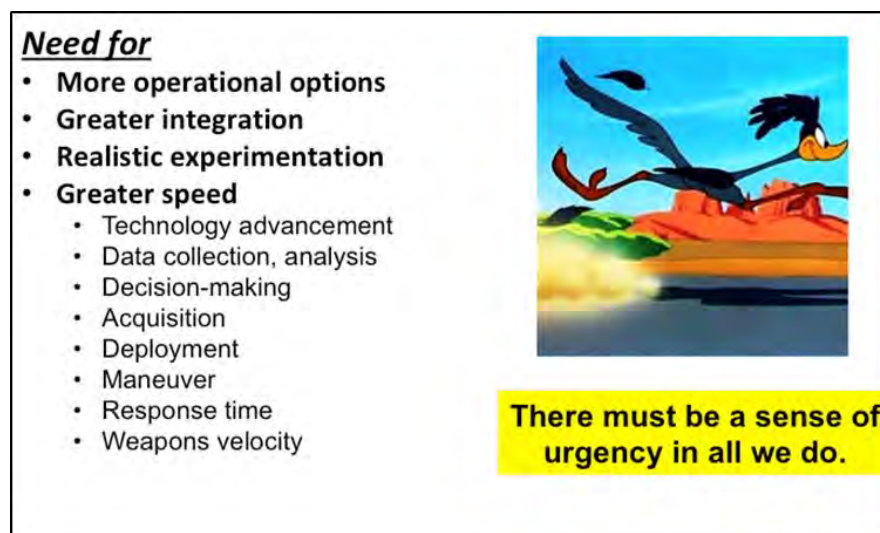 Need for
• More operational options
• Greater integration
• Realistic experimentation
• Greater speed
• Technology advancement
• Data collection, analysis
• Decision-making
• Acquisition
• Deployment
• Maneuver
• Response time
• Weapons velocity
There must be a sense of
urgency in all we do.